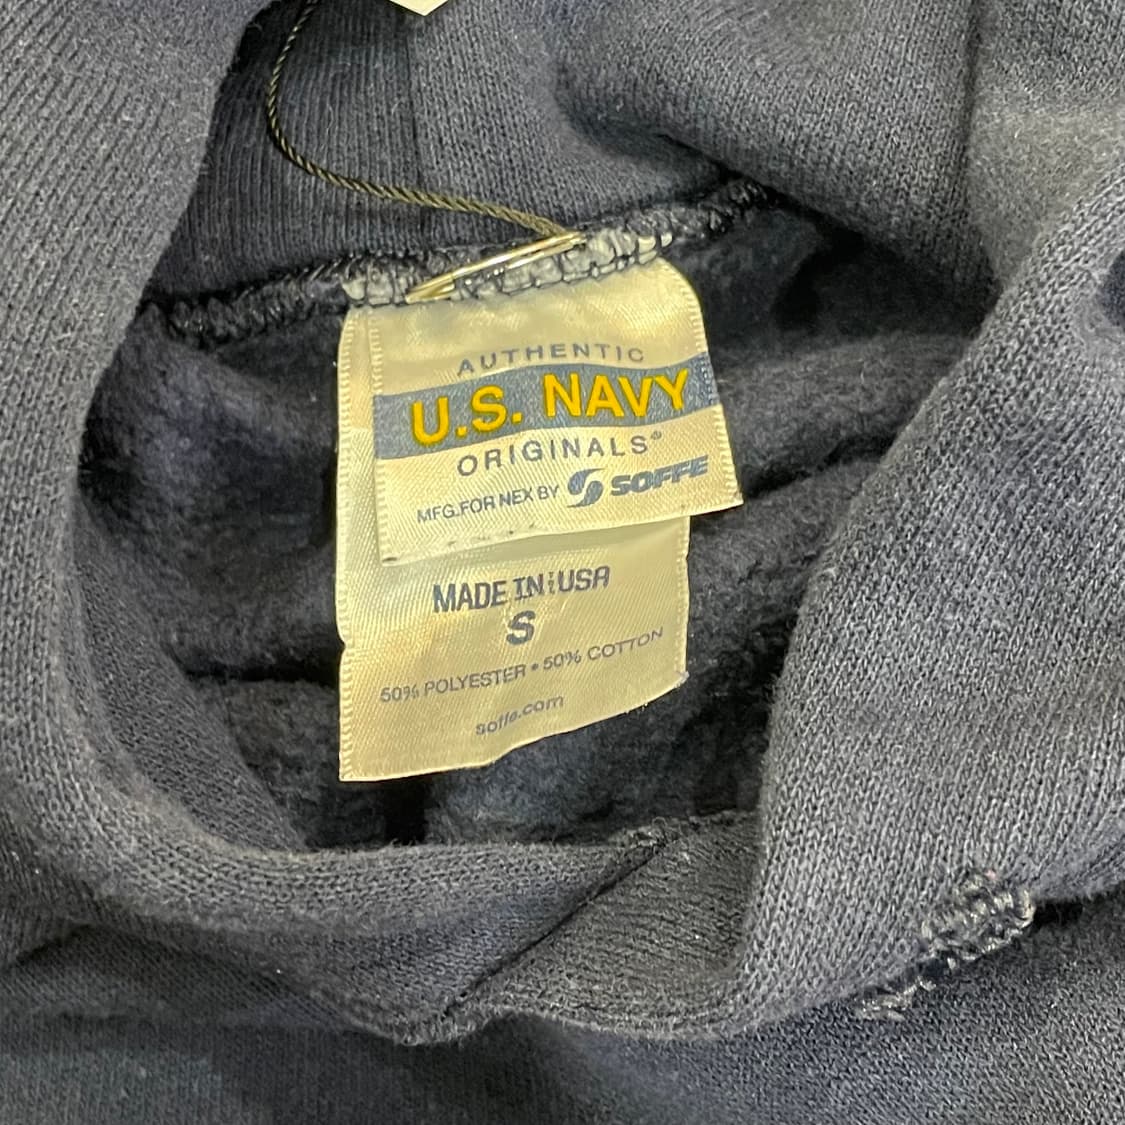 AUTHENTIC
U.S. NAVY
ORIGINALS®
MFG.FOR NEX BY SOFFE
MADE IN USA
S
50% POLYESTER • 50% COTTON
soffe.com